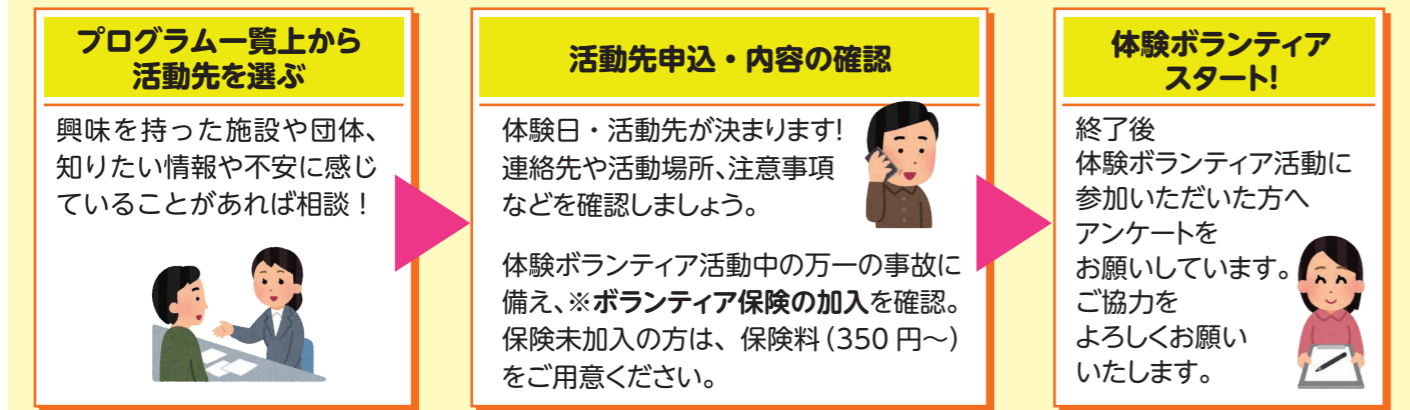 プログラム一覧上から
活動先を選ぶ
興味を持った施設や団体、
知りたい情報や不安に感じ
ていることがあれば相談！
活動先申込・内容の確認
体験日・活動先が決まります!
連絡先や活動場所、注意事項
などを確認しましょう。
体験ボランティア活動中の万一の事故に
備え、※ボランティア保険の加入を確認。
保険未加入の方は、保険料(350円〜)
をご用意ください。
体験ボランティア
スタート!
終了後
体験ボランティア活動に
参加いただいた方へ
アンケートを
お願いしています。
ご協力を
よろしくお願い
いたします。